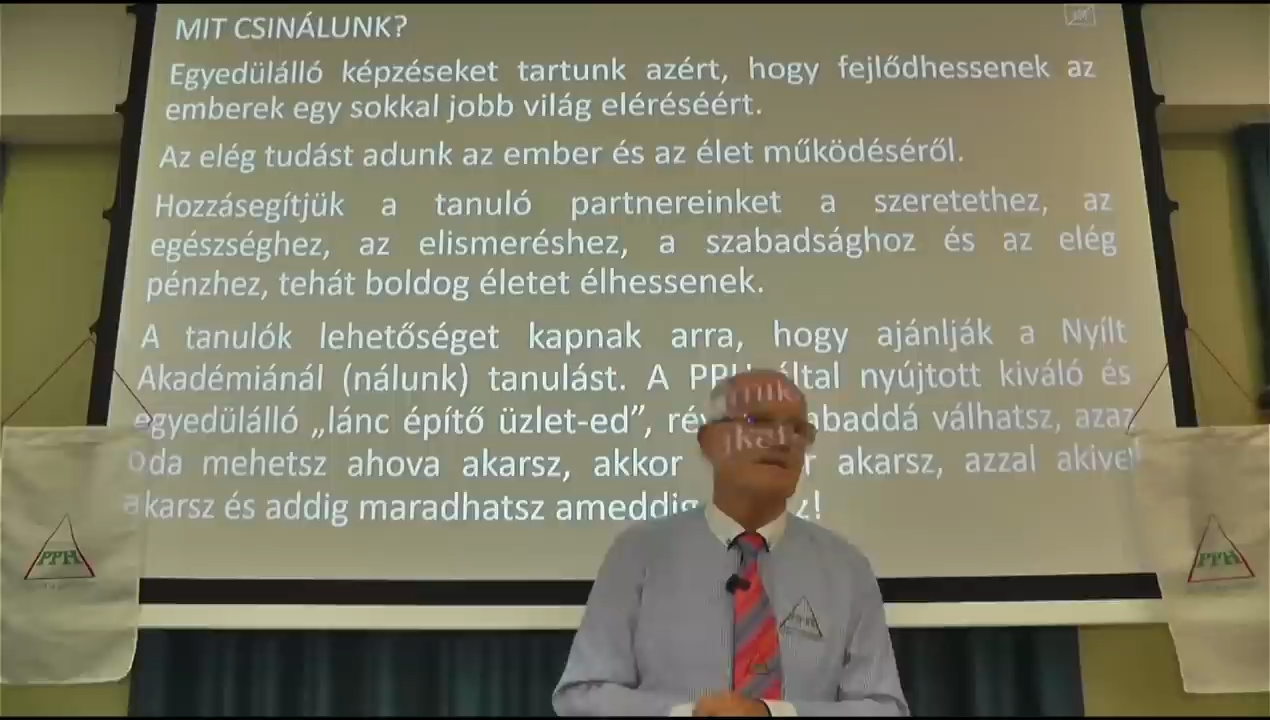 MIT CSINÁLUNK?
Egyedülálló képzéseket tartunk azért, hogy fejlődhessenek az
emberek egy sokkal jobb világ eléréséért.
Az elég tudást adunk az ember és az élet működéséről.
Hozzásegítjük a tanuló partnereinket a szeretethez, az
egészséghez, az elismeréshez, a szabadsághoz és az elég
pénzhez, tehát boldog életet élhessenek.
A tanulók lehetőséget kapnak arra, hogy ajánlják a Nyílt
Akadémiánál (nálunk) tanulást. A PPH által nyújtott kiváló és
egyedülálló „lánc építő üzlet-ed”, válhatsz, azaz
oda mehetsz ahova akarsz, akkor akarsz, azzal akivel
akarsz és addig maradhatsz ameddig
PPH
PPH
PPH